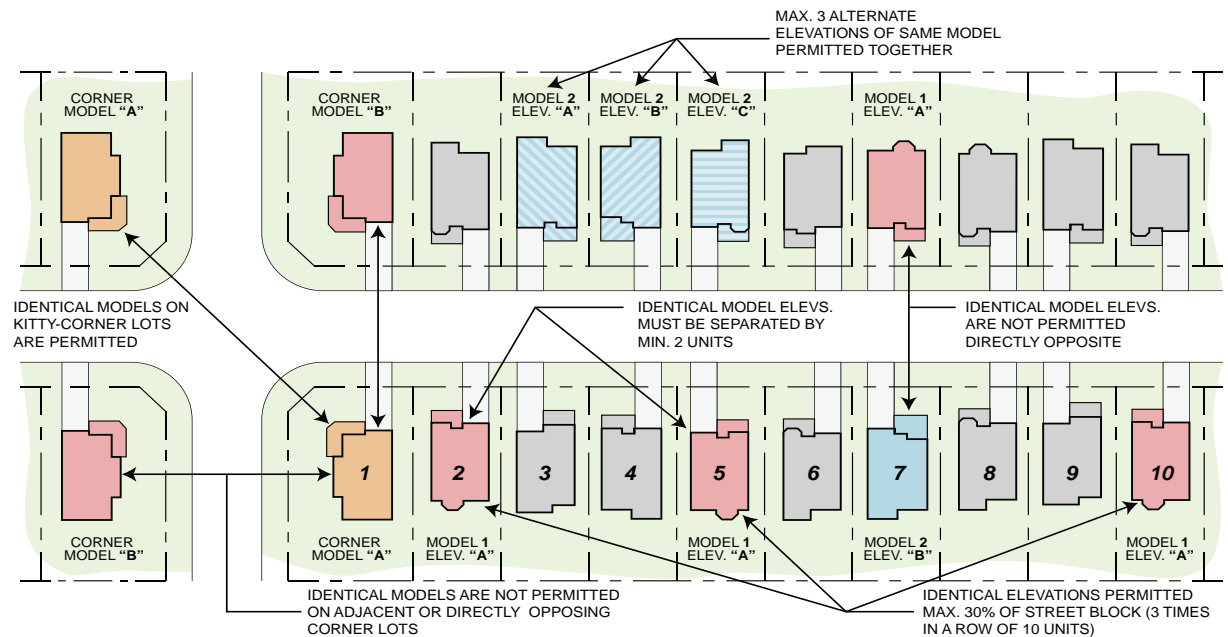 MAX. 3 ALTERNATE
ELEVATIONS OF SAME MODEL
PERMITTED TOGETHER
CORNER
MODEL "A"
CORNER
MODEL "B"
MODEL 2
ELEV. "A"
MODEL 2
ELEV. "B"
MODEL 2
ELEV. "C"
MODEL 1
ELEV. "A"
IDENTICAL MODELS ON
KITTY-CORNER LOTS
ARE PERMITTED
IDENTICAL MODEL ELEVS.
MUST BE SEPARATED BY
MIN. 2 UNITS
IDENTICAL MODEL ELEVS.
ARE NOT PERMITTED
DIRECTLY OPPOSITE
1
2
3
4
5
6
7
8
9
10
CORNER
MODEL "B"
CORNER
MODEL "A"
MODEL 1
ELEV. "A"
MODEL 1
ELEV. "A"
MODEL 2
ELEV. "B"
MODEL 1
ELEV. "A"
IDENTICAL MODELS ARE NOT PERMITTED
ON ADJACENT OR DIRECTLY OPPOSING
CORNER LOTS
IDENTICAL ELEVATIONS PERMITTED
MAX. 30% OF STREET BLOCK (3 TIMES
IN A ROW OF 10 UNITS)